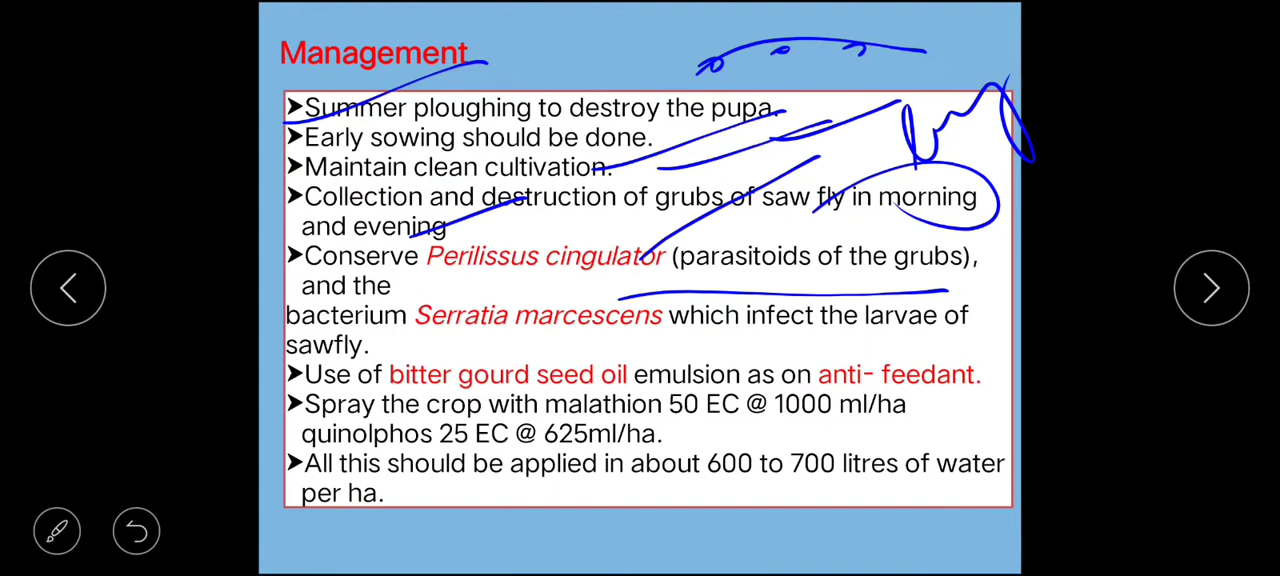 Management
➤Summer ploughing to destroy the pupa.
➤Early sowing should be done.
➤Maintain clean cultivation.
➤Collection and destruction of grubs of saw fly in morning
and evening
➤Conserve Perilissus cingulator (parasitoids of the grubs),
and the
bacterium Serratia marcescens which infect the larvae of
sawfly.
➤Use of bitter gourd seed oil emulsion as on anti- feedant.
➤Spray the crop with malathion 50 EC @ 1000 ml/ha
quinolphos 25 EC @ 625ml/ha.
➤All this should be applied in about 600 to 700 litres of water
per ha.